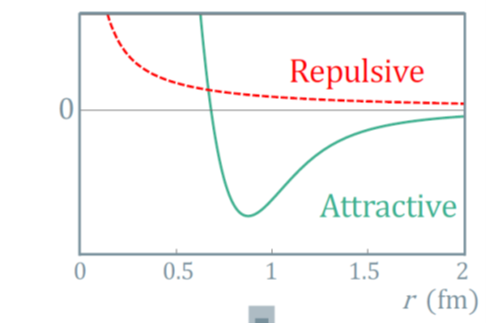 Repulsive
0
Attractive
0 0.5 1 1.5 2
r (fm)